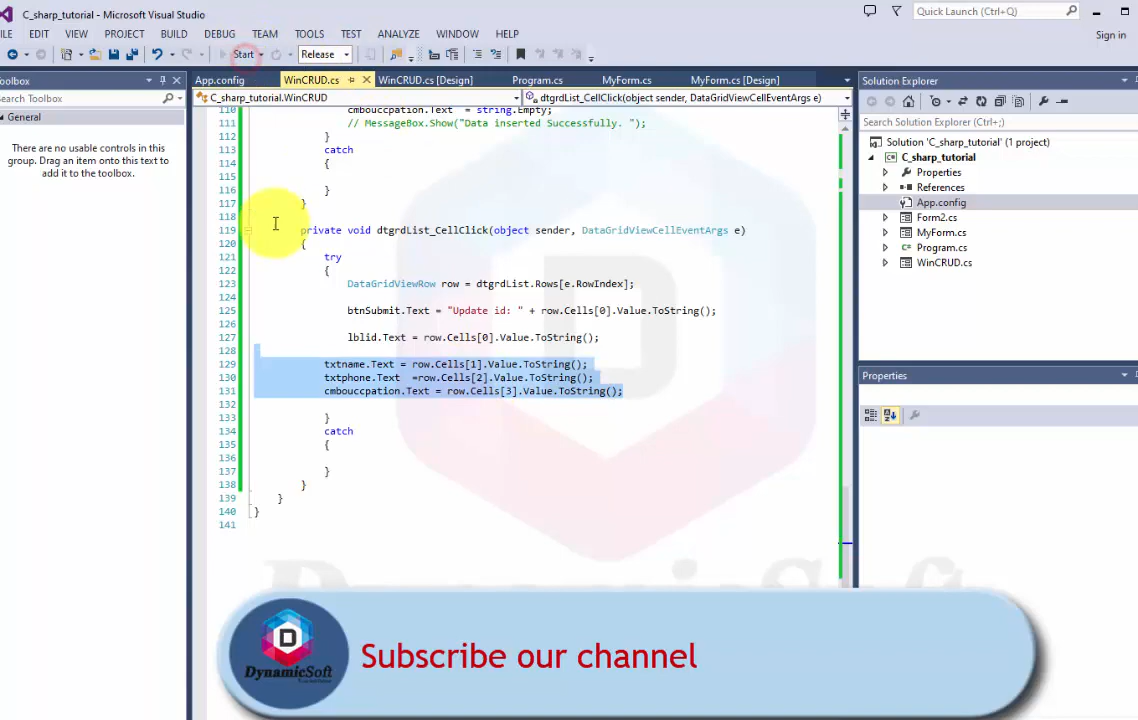 C_sharp_tutorial - Microsoft Visual Studio
Quick Launch (Ctrl+Q)
ILE EDIT VIEW PROJECT BUILD DEBUG TEAM TOOLS TEST ANALYZE WINDOW HELP
Sign in
Start
Release
Toolbox
App.config WinCRUD.cs WinCRUD.cs [Design] Program.cs MyForm.cs MyForm.cs [Design]
Solution Explorer
Search Toolbox
C_sharp_tutorial.WinCRUD
dtgrdList_CellClick(object sender, DataGridViewCellEventArgs e)
General
There are no usable controls in this
group. Drag an item onto this text to
add it to the toolbox.
110 cmbouccpation.Text = string.Empty;
111 // MessageBox.Show("Data inserted Successfully. ");
112 }
113 catch
114 {
115
116 }
117 }
118
119 private void dtgrdList_CellClick(object sender, DataGridViewCellEventArgs e)
120 {
121 try
122 {
123 DataGridViewRow row = dtgrdList.Rows[e.RowIndex];
124
125 btnSubmit.Text = "Update id: " + row.Cells[0].Value.ToString();
126
127 lblid.Text = row.Cells[0].Value.ToString();
128
129 txtname.Text = row.Cells[1].Value.ToString();
130 txtphone.Text =row.Cells[2].Value.ToString();
131 cmbouccpation.Text = row.Cells[3].Value.ToString();
132
133 }
134 catch
135 {
136
137 }
138 }
139 }
140 }
141
Search Solution Explorer (Ctrl+;)
Solution 'C_sharp_tutorial' (1 project)
C_sharp_tutorial
Properties
References
App.config
Form2.cs
MyForm.cs
Program.cs
WinCRUD.cs
Properties
DynamicSoft
D
DynamicSoft
Subscribe our channel